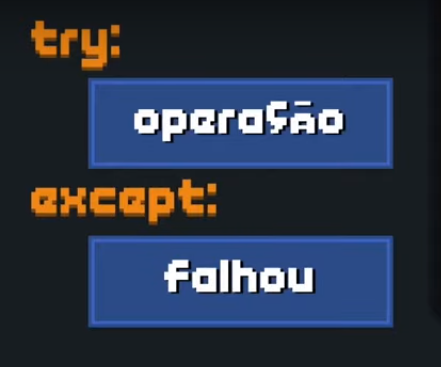 try:
operação
except:
falhou